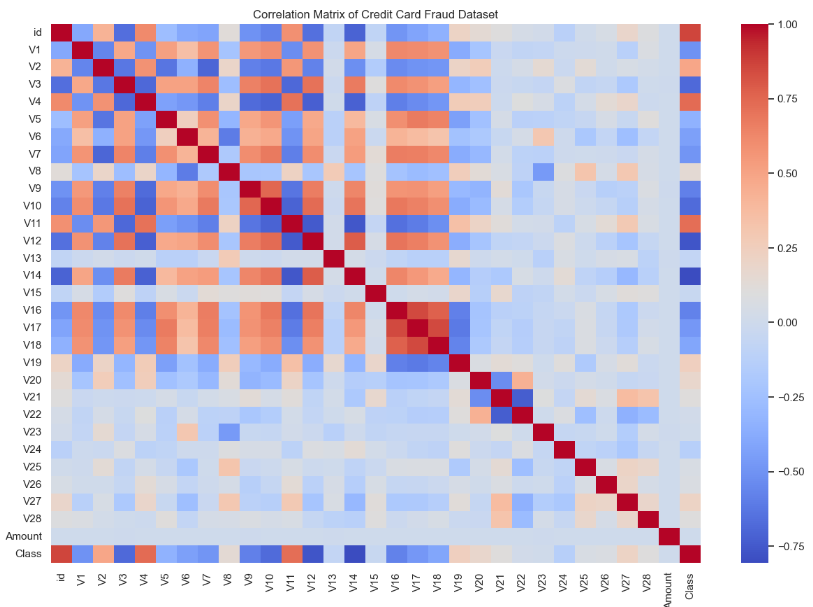 Correlation Matrix of Credit Card Fraud Dataset
id
V1
V2
V3
V4
V5
V6
V7
V8
V9
V10
V11
V12
V13
V14
V15
V16
V17
V18
V19
V20
V21
V22
V23
V24
V25
V26
V27
V28
Amount
Class
id V1 V2 V3 V4 V5 V6 V7 V8 V9 V10 V11 V12 V13 V14 V15 V16 V17 V18 V19 V20 V21 V22 V23 V24 V25 V26 V27 V28 Amount Class
1.00
0.75
0.50
0.25
0.00
−0.25
−0.50
−0.75